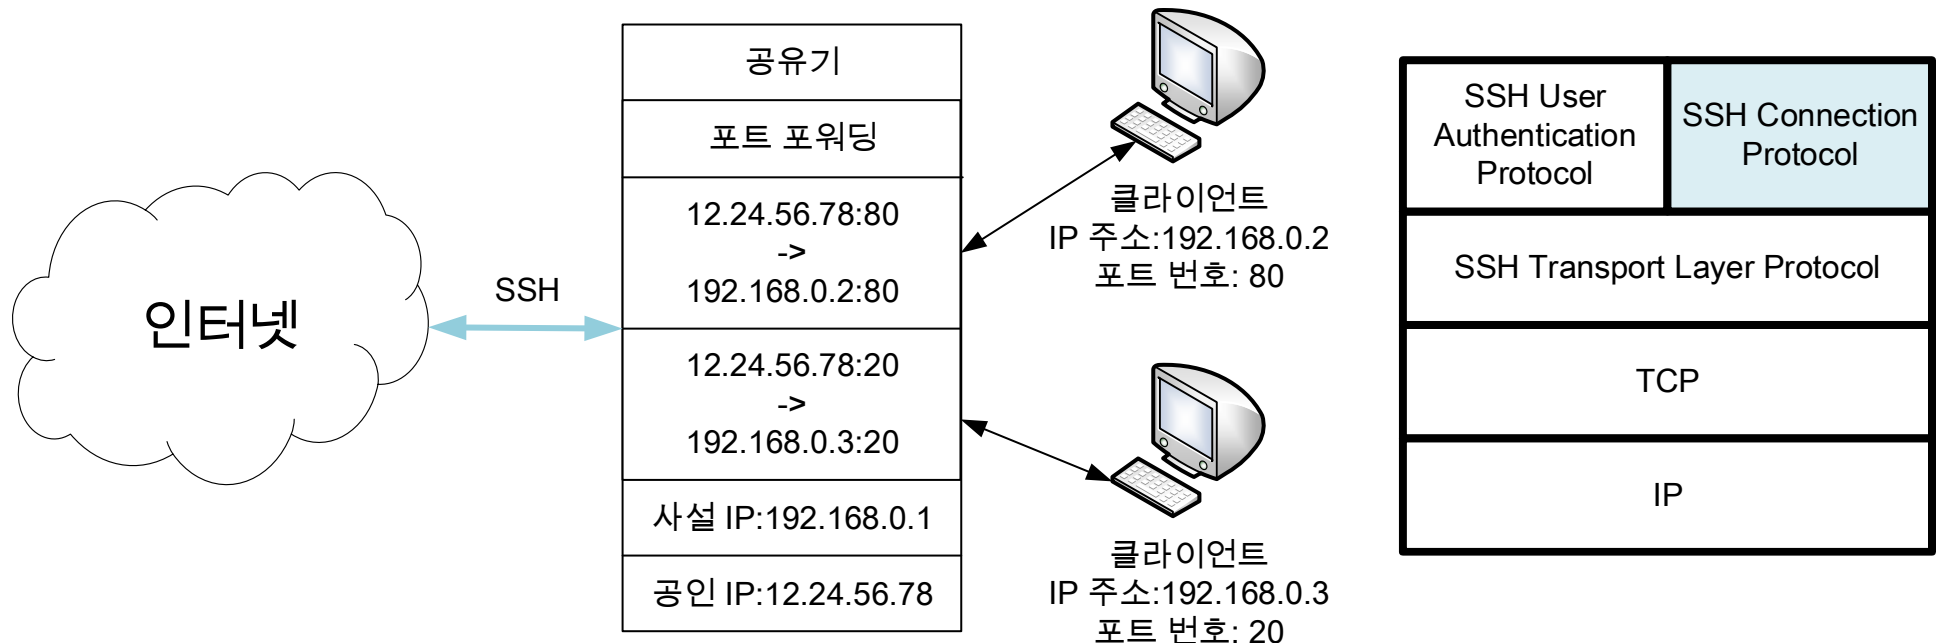 인터넷
SSH
공유기
포트 포워딩
12.24.56.78:80
->
192.168.0.2:80
12.24.56.78:20
->
192.168.0.3:20
사설 IP:192.168.0.1
공인 IP:12.24.56.78
클라이언트
IP 주소:192.168.0.2
포트 번호: 80
클라이언트
IP 주소:192.168.0.3
포트 번호: 20
SSH User
Authentication
Protocol
SSH Connection
Protocol
SSH Transport Layer Protocol
TCP
IP